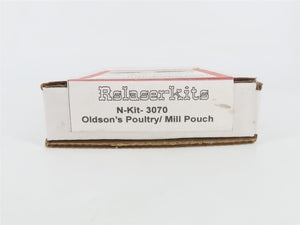 Rslaserkits
N-Kit- 3070
Oldson's Poultry/ Mill Pouch